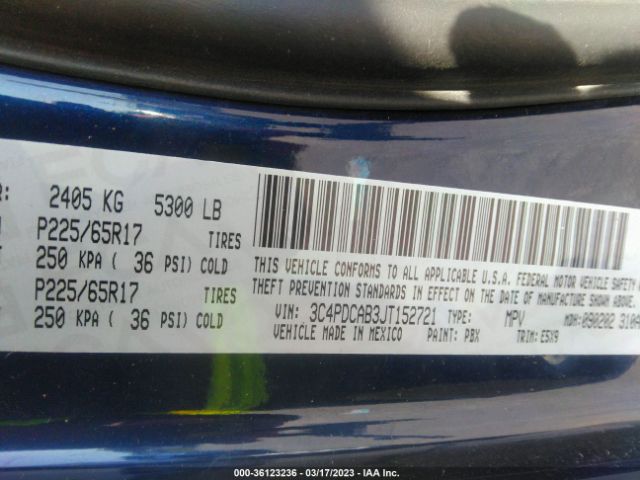 R: 2405 KG 5300 LB
P225/65R17 TIRES
250 KPA ( 36 PSI) COLD
P225/65R17 TIRES
250 KPA ( 36 PSI) COLD
THIS VEHICLE CONFORMS TO ALL APPLICABLE U.S.A. FEDERAL MOTOR VEHICLE SAFETY
THEFT PREVENTION STANDARDS IN EFFECT ON THE DATE OF MANUFACTURE SHOWN ABOVE
VIN: 3C4PDCAB3JT152721 TYPE: MPV MDH:090202 310A
VEHICLE MADE IN MEXICO PAINT: PBX TRIM: E5X9
000-36123236 - 03/17/2023 - IAA Inc.